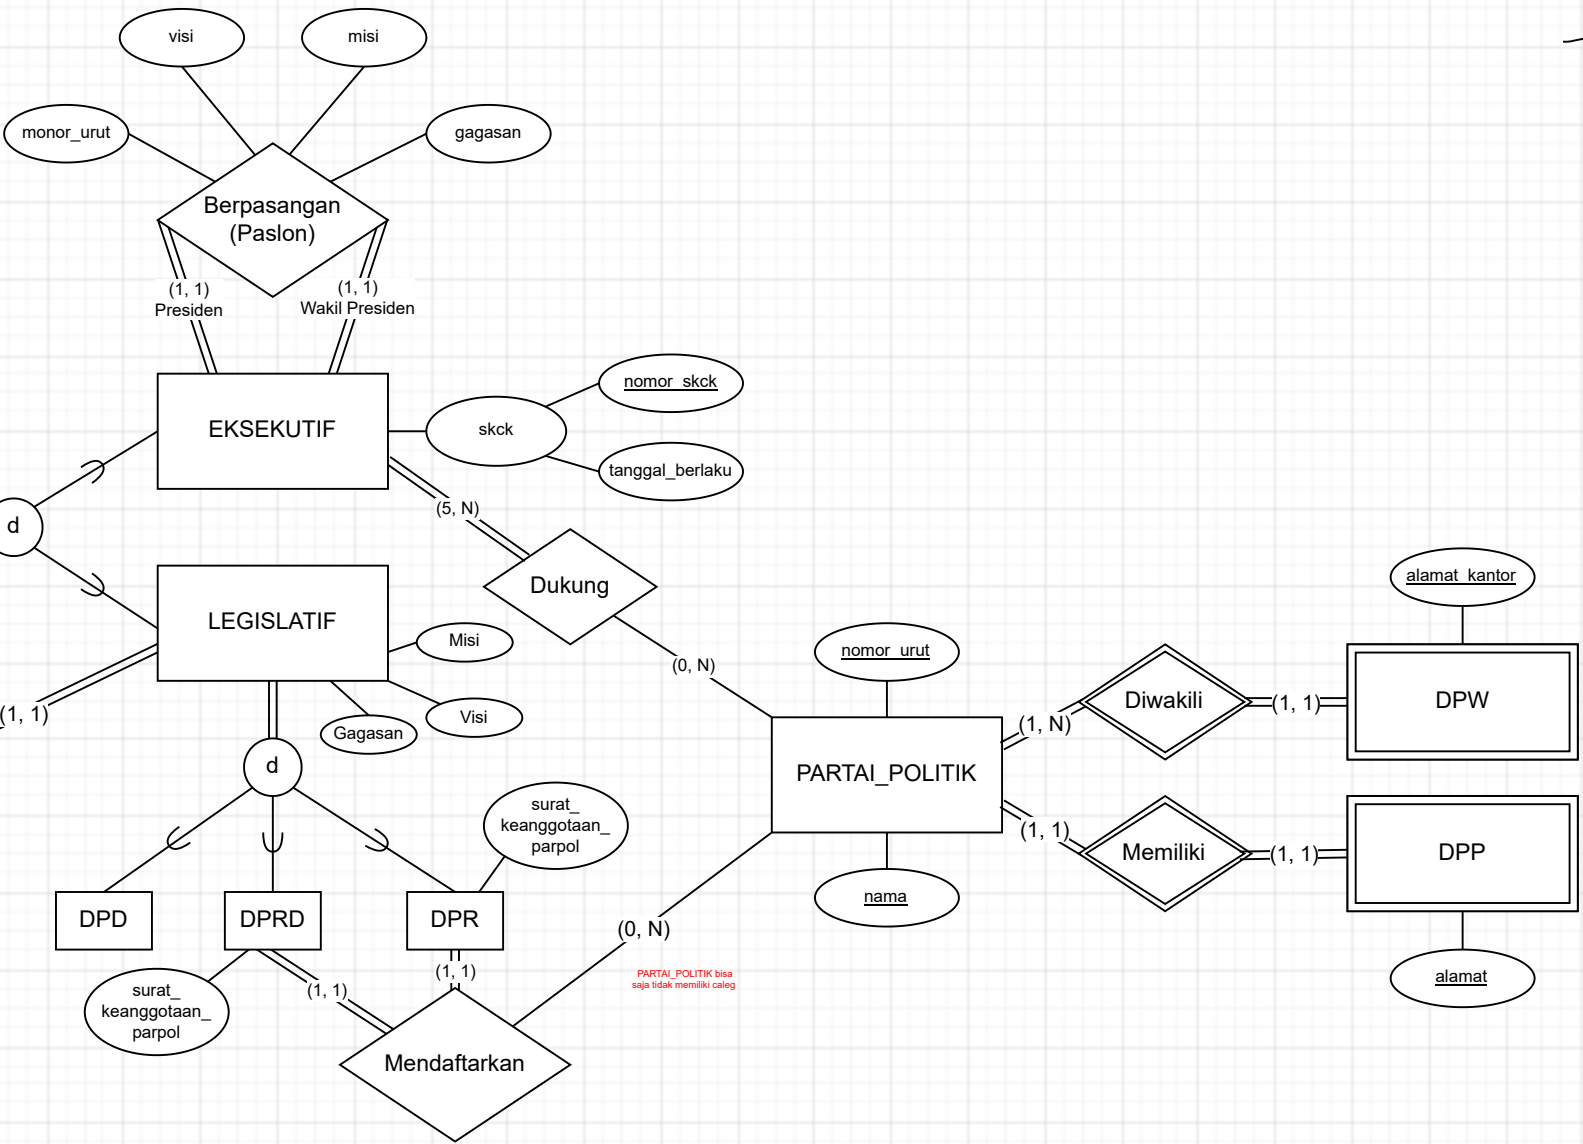 visi
misi
monor_urut
gagasan
Berpasangan
(Paslon)
(1, 1)
Presiden
(1, 1)
Wakil Presiden
nomor_skck
EKSEKUTIF
skck
tanggal_berlaku
(5, N)
d
Dukung
alamat_kantor
LEGISLATIF
Misi
nomor_urut
(0, N)
Diwakili
(1, 1)
DPW
(1, 1)
Gagasan
Visi
(1, N)
d
PARTAI_POLITIK
surat_
keanggotaan_
parpol
(1, 1)
Memiliki
(1, 1)
DPP
DPD
DPRD
DPR
nama
(0, N)
(1, 1)
(1, 1)
PARTAI_POLITIK bisa
saja tidak memiliki caleg
alamat
surat_
keanggotaan_
parpol
Mendaftarkan